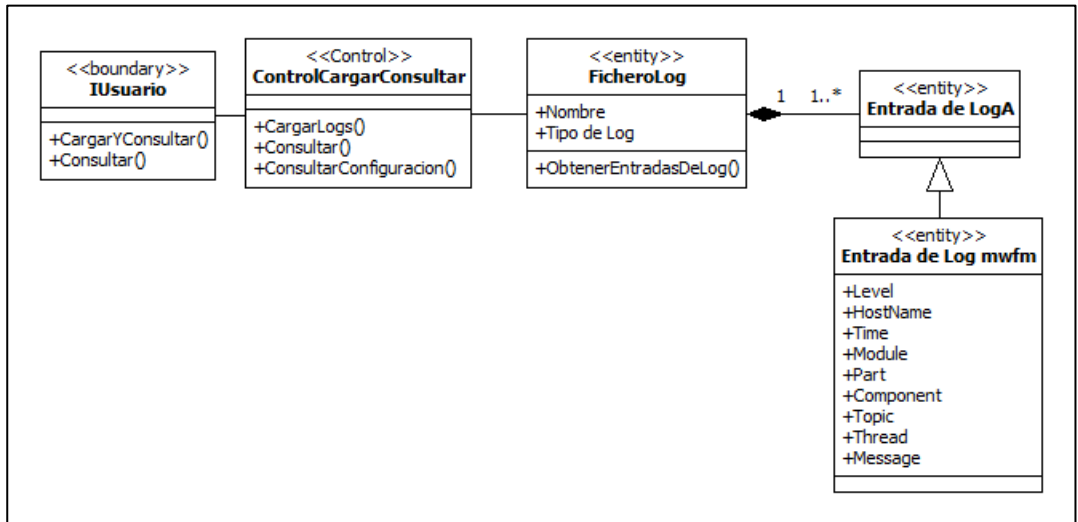 <<boundary>>
IUsuario
+CargarYConsultar()
+Consultar()
<<Control>>
ControlCargarConsultar
+CargarLogs()
+Consultar()
+ConsultarConfiguracion()
<<entity>>
FicheroLog
+Nombre
+Tipo de Log
+ObtenerEntradasDeLog()
1 1..*
<<entity>>
Entrada de LogA
<<entity>>
Entrada de Log mwfm
+Level
+HostName
+Time
+Module
+Part
+Component
+Topic
+Thread
+Message